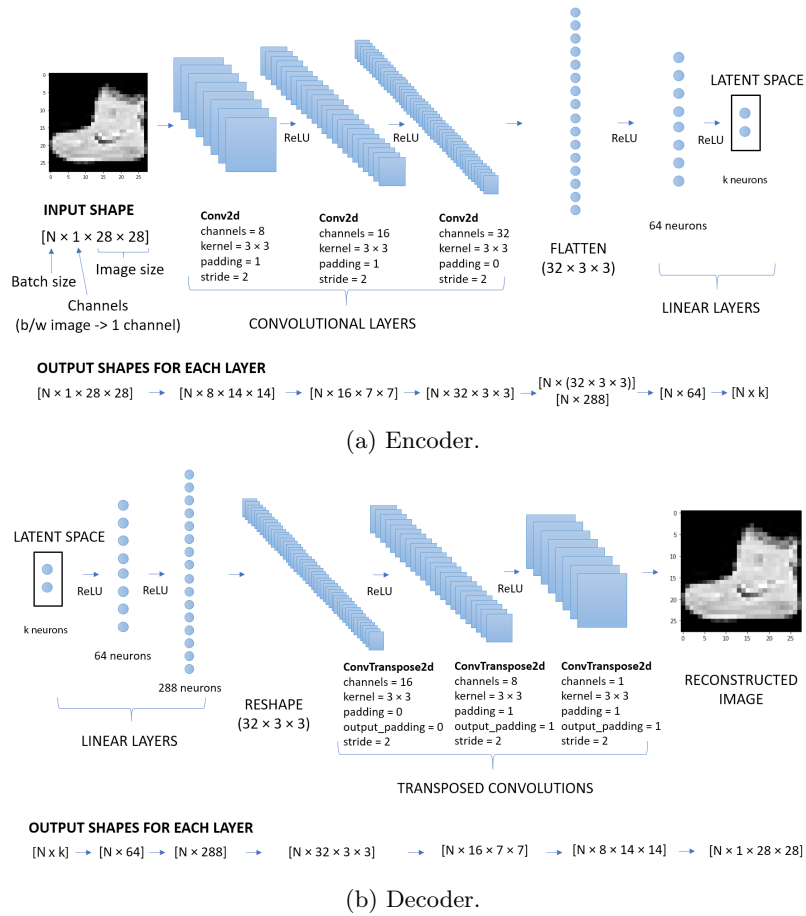 LATENT SPACE
0
5
10
15
20
25
0 5 10 15 20 25
ReLU
ReLU
ReLU
ReLU
k neurons
INPUT SHAPE
[N × 1 × 28 × 28]
Batch size
Image size
Channels
(b/w image -> 1 channel)
Conv2d
channels = 8
kernel = 3 × 3
padding = 1
stride = 2
Conv2d
channels = 16
kernel = 3 × 3
padding = 1
stride = 2
Conv2d
channels = 32
kernel = 3 × 3
padding = 0
stride = 2
CONVOLUTIONAL LAYERS
FLATTEN
(32 × 3 × 3)
64 neurons
LINEAR LAYERS
OUTPUT SHAPES FOR EACH LAYER
[N × 1 × 28 × 28]
[N × 8 × 14 × 14]
[N × 16 × 7 × 7]
[N × 32 × 3 × 3]
[N × (32 × 3 × 3)]
[N × 288]
[N × 64]
[N x k]
(a) Encoder.
LATENT SPACE
k neurons
ReLU
64 neurons
ReLU
288 neurons
LINEAR LAYERS
RESHAPE
(32 × 3 × 3)
ReLU
ReLU
ConvTranspose2d
channels = 16
kernel = 3 × 3
padding = 0
output_padding = 0
stride = 2
ConvTranspose2d
channels = 8
kernel = 3 × 3
padding = 1
output_padding = 1
stride = 2
ConvTranspose2d
channels = 1
kernel = 3 × 3
padding = 1
output_padding = 1
stride = 2
TRANSPOSED CONVOLUTIONS
0
5
10
15
20
25
0 5 10 15 20 25
RECONSTRUCTED
IMAGE
OUTPUT SHAPES FOR EACH LAYER
[N x k]
[N × 64]
[N × 288]
[N × 32 × 3 × 3]
[N × 16 × 7 × 7]
[N × 8 × 14 × 14]
[N × 1 × 28 × 28]
(b) Decoder.